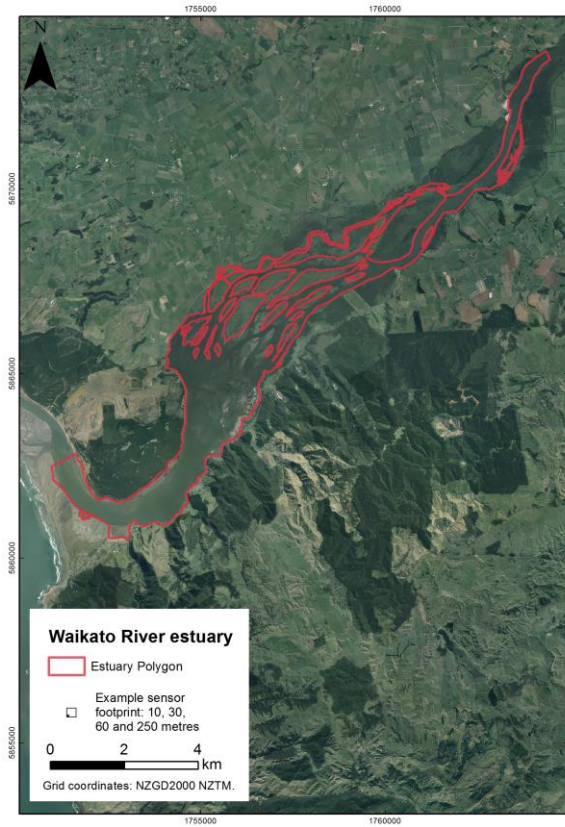 1755000 1760000
N
5870000
5865000
5860000
5855000
Waikato River estuary
Estuary Polygon
Example sensor
footprint: 10, 30,
60 and 250 metres
0 2 4
km
Grid coordinates: NZGD2000 NZTM.
1755000 1760000